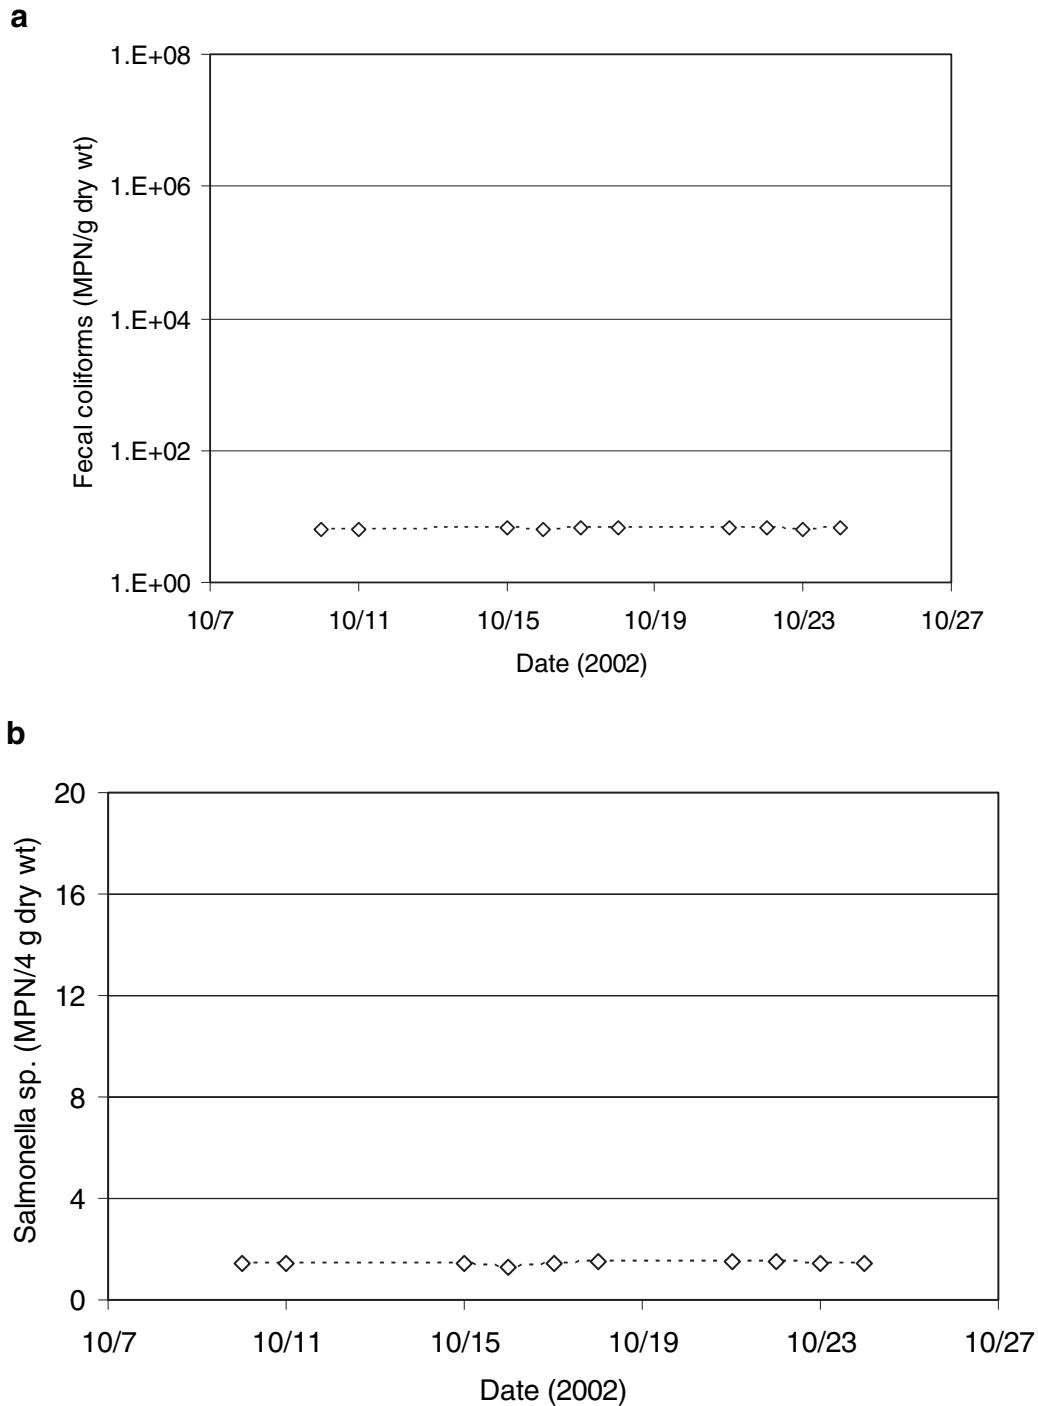 a
1.E+08
1.E+06
1.E+04
1.E+02
1.E+00
Fecal coliforms (MPN/g dry wt)
10/7 10/11 10/15 10/19 10/23 10/27
Date (2002)
b
20
16
12
8
4
0
Salmonella sp. (MPN/4 g dry wt)
10/7 10/11 10/15 10/19 10/23 10/27
Date (2002)